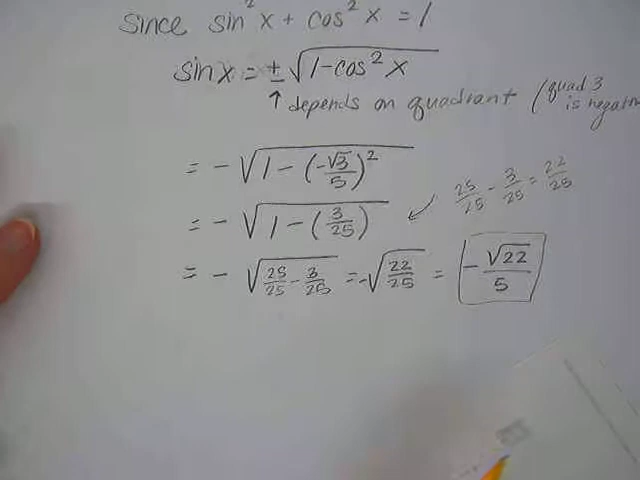 Since sin²x + cos²x = 1
sin x = ± √(1-cos²x)
↑ depends on quadrant (quad 3
is negative
= - √(1 - (-√3/5)²)
25/25 - 3/25 = 22/25
= - √(1 - (3/25))
= - √(25/25 - 3/25) = -√(22/25) = -√22/5